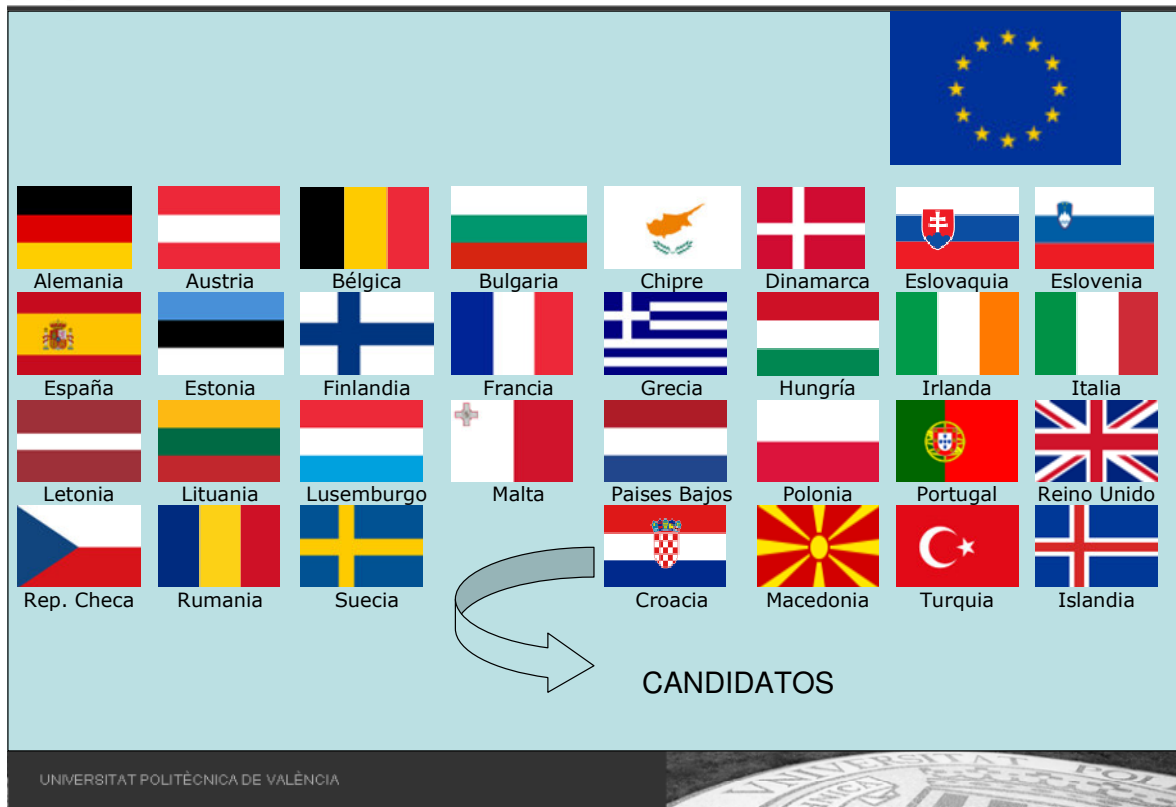 Alemania Austria Bélgica Bulgaria Chipre Dinamarca Eslovaquia Eslovenia
España Estonia Finlandia Francia Grecia Hungría Irlanda Italia
Letonia Lituania Lusemburgo Malta Paises Bajos Polonia Portugal Reino Unido
Rep. Checa Rumania Suecia Croacia Macedonia Turquia Islandia
CANDIDATOS
UNIVERSITAT POLITÈCNICA DE VALÈNCIA